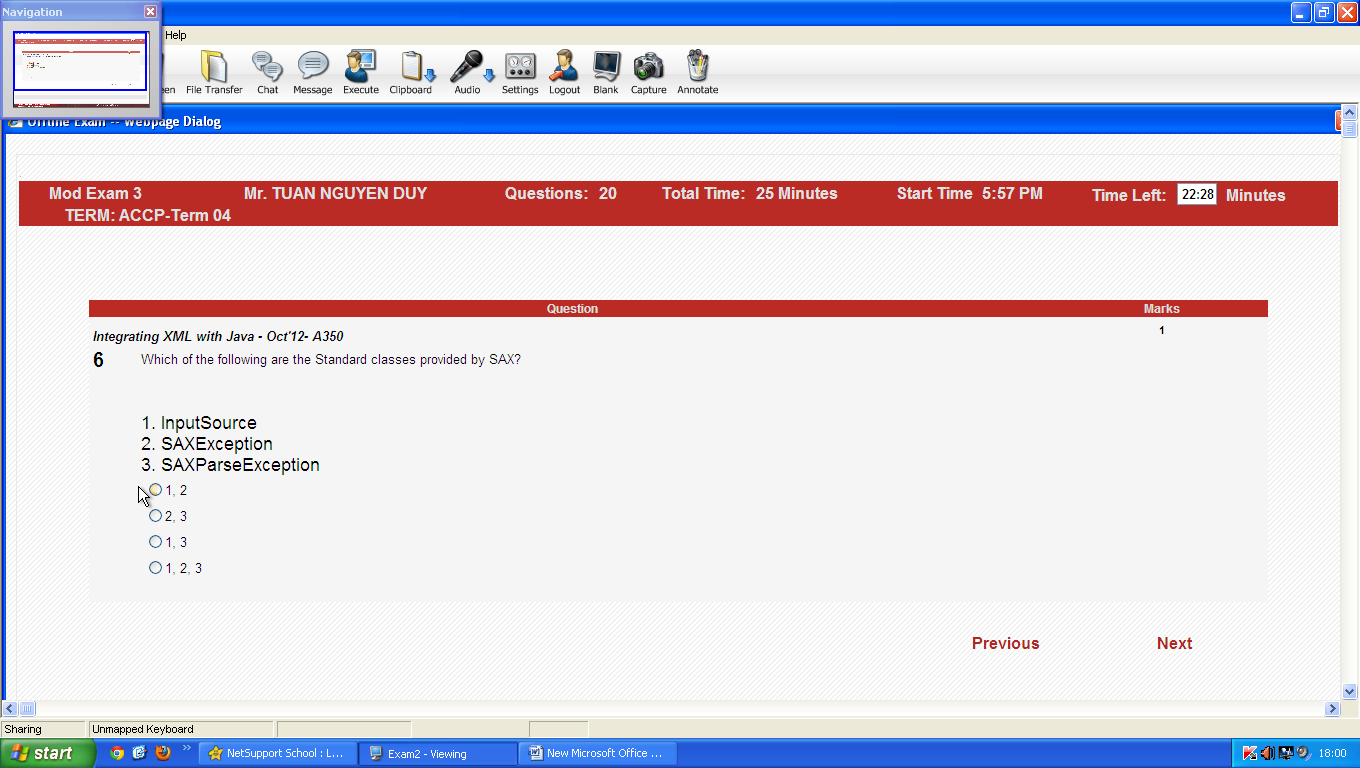 Navigation
Help
een
File Transfer
Chat
Message
Execute
Clipboard
Audio
Settings
Logout
Blank
Capture
Annotate
Offline Exam -- Webpage Dialog
Mod Exam 3 Mr. TUAN NGUYEN DUY Questions: 20 Total Time: 25 Minutes Start Time 5:57 PM Time Left: 22:28 Minutes
TERM: ACCP-Term 04
Question Marks
Integrating XML with Java - Oct'12- A350 1
6 Which of the following are the Standard classes provided by SAX?
1. InputSource
2. SAXException
3. SAXParseException
1, 2
2, 3
1, 3
1, 2, 3
Previous Next
Sharing Unmapped Keyboard
start NetSupport School : L... Exam2 - Viewing New Microsoft Office ... 18:00